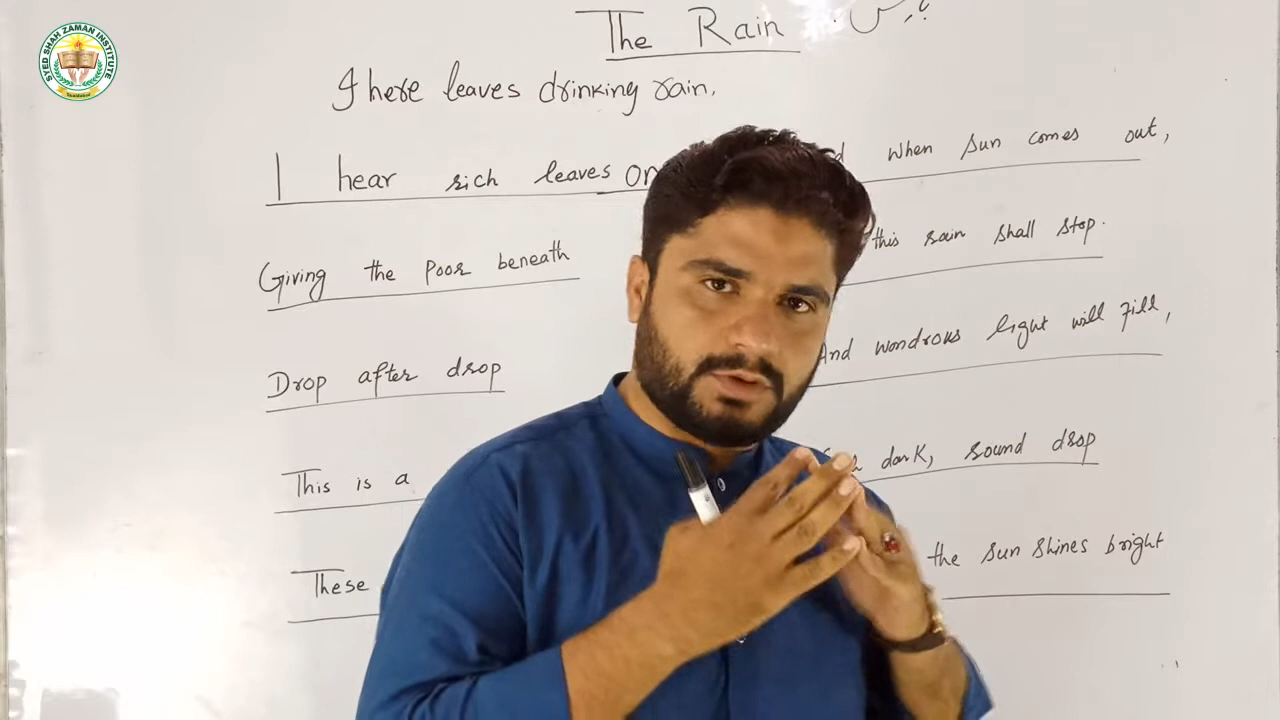 SYED SHAH ZAMAN INSTITUTE
The Rain
I here leaves drinking rain,
I hear rich leaves on
Giving the poor beneath
Drop after drop
This is a
These
when sun comes out,
this rain shall stop.
And wondrous light will fill,
dark, round drop
the sun shines bright